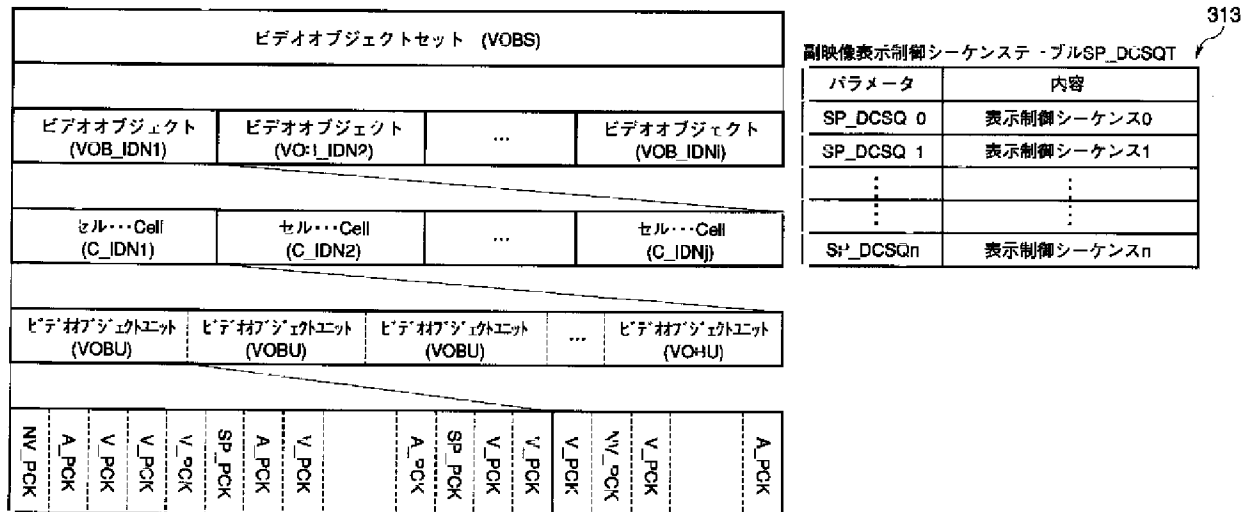 ビデオオブジェクトセット (VOBS)
ビデオオブジェクト
(VOB_IDN1)
ビデオオブジェクト
...
ビデオオブジェクト
(VOB_IDNi)
セル・・・Cell
(C_IDN1)
セル・・・Cell
(C_IDN2)
...
セル・・・Cell
(C_IDNj)
ビデオオブジェクトユニット
(VOBU)
ビデオオブジェクトユニット
(VOBU)
ビデオオブジェクトユニット
(VOBU)
...
ビデオオブジェクトユニット
(VOBU)
NV_PCK
A_PCK
V_PCK
V_PCK
V_PCK
SP_PCK
A_PCK
V_PCK
A_PCK
SP_PCK
V_PCK
V_PCK
V_PCK
NV_PCK
V_PCK
A_PCK
313
副映像表示制御シーケンステーブルSP_DCSQT
パラメータ 内容
SP_DCSQ 0 表示制御シーケンス0
SP_DCSQ 1 表示制御シーケンス1
SP_DCSQn 表示制御シーケンスn